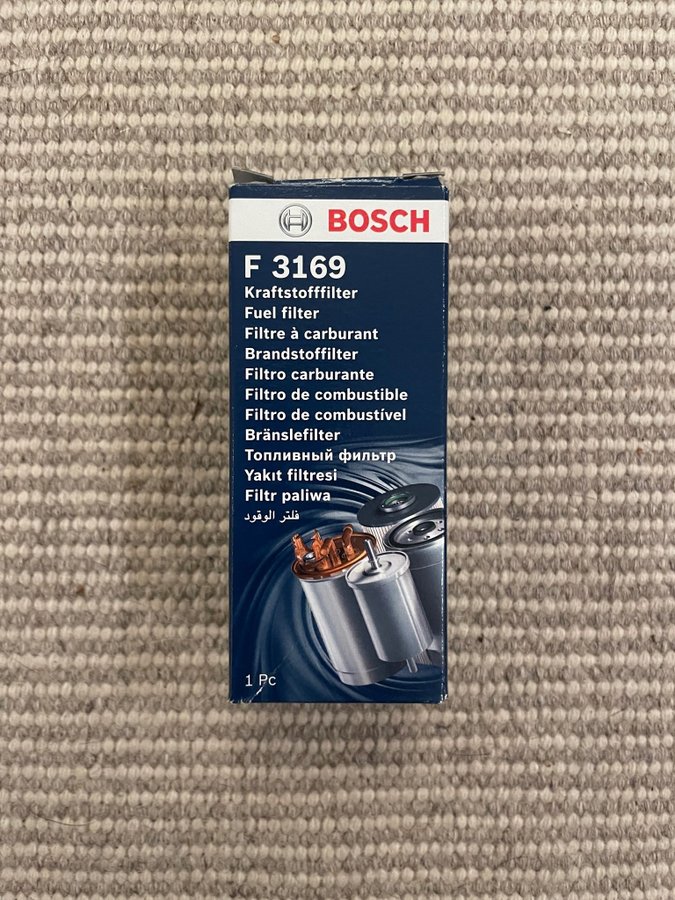 BOSCH
F 3169
Kraftstofffilter
Fuel filter
Filtre à carburant
Brandstoffilter
Filtro carburante
Filtro de combustible
Filtro de combustível
Bränslefilter
Топливный фильтр
Yakıt filtresi
Filtr paliwa
فلتر الوقود
1 Pc